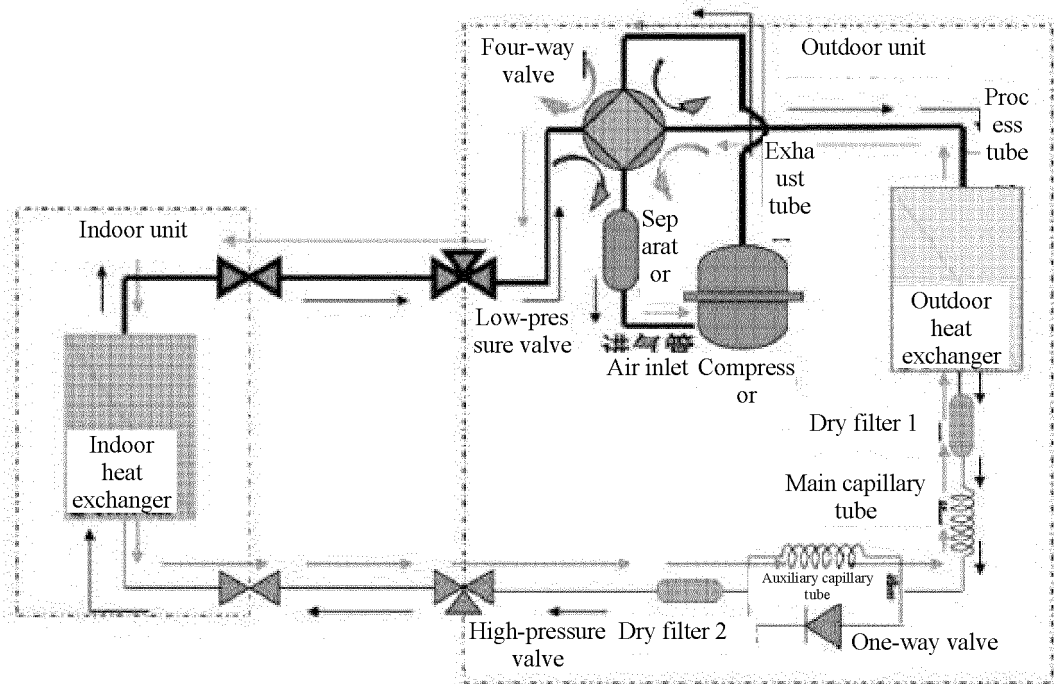 Four-way
valve
Outdoor unit
Proc
ess
tube
Exha
ust
tube
Indoor unit
Sep
arat
or
Low-pres
sure valve
进气管
Air inlet
Compress
or
Outdoor
heat
exchanger
Indoor
heat
exchanger
Dry filter 1
Main capillary
tube
Auxiliary capillary
tube
High-pressure
valve
Dry filter 2
One-way valve